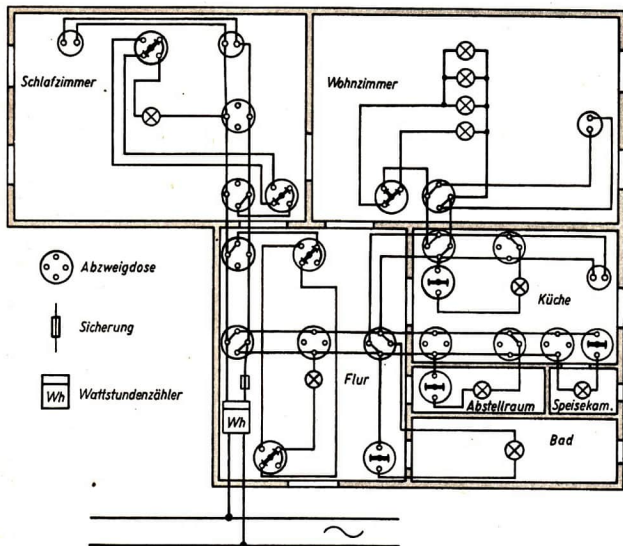 Schlafzimmer
Wohnzimmer
Abzweigdose
Sicherung
Wh
Wattstundenzähler
Wh
Flur
Küche
Abstellraum
Speisekam.
Bad